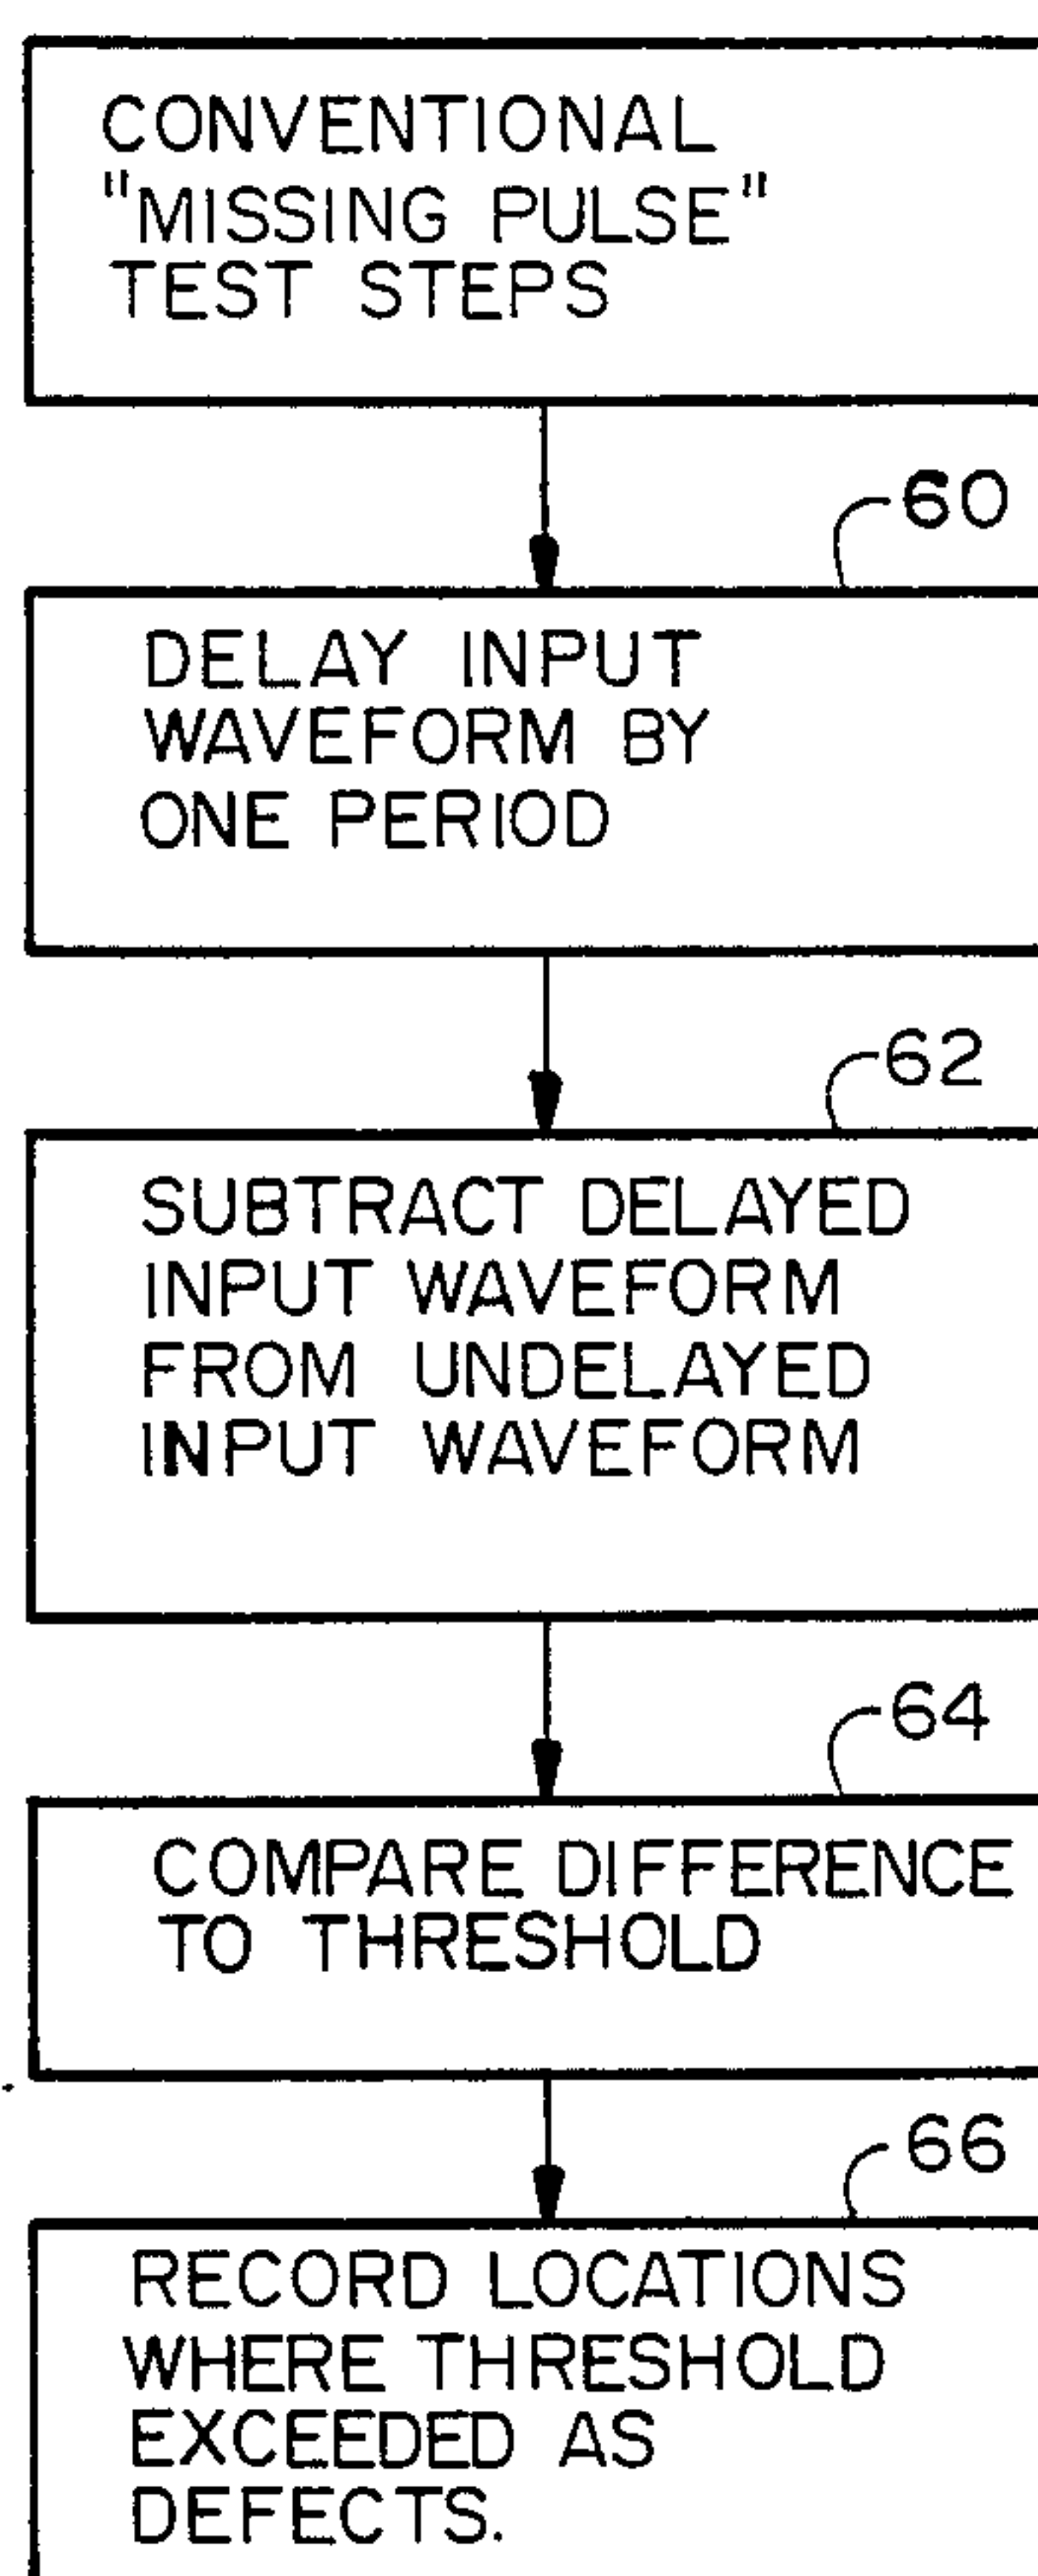 CONVENTIONAL
"MISSING PULSE"
TEST STEPS
60
DELAY INPUT
WAVEFORM BY
ONE PERIOD
62
SUBTRACT DELAYED
INPUT WAVEFORM
FROM UNDELAYED
INPUT WAVEFORM
64
COMPARE DIFFERENCE
TO THRESHOLD
66
RECORD LOCATIONS
WHERE THRESHOLD
EXCEEDED AS
DEFECTS.